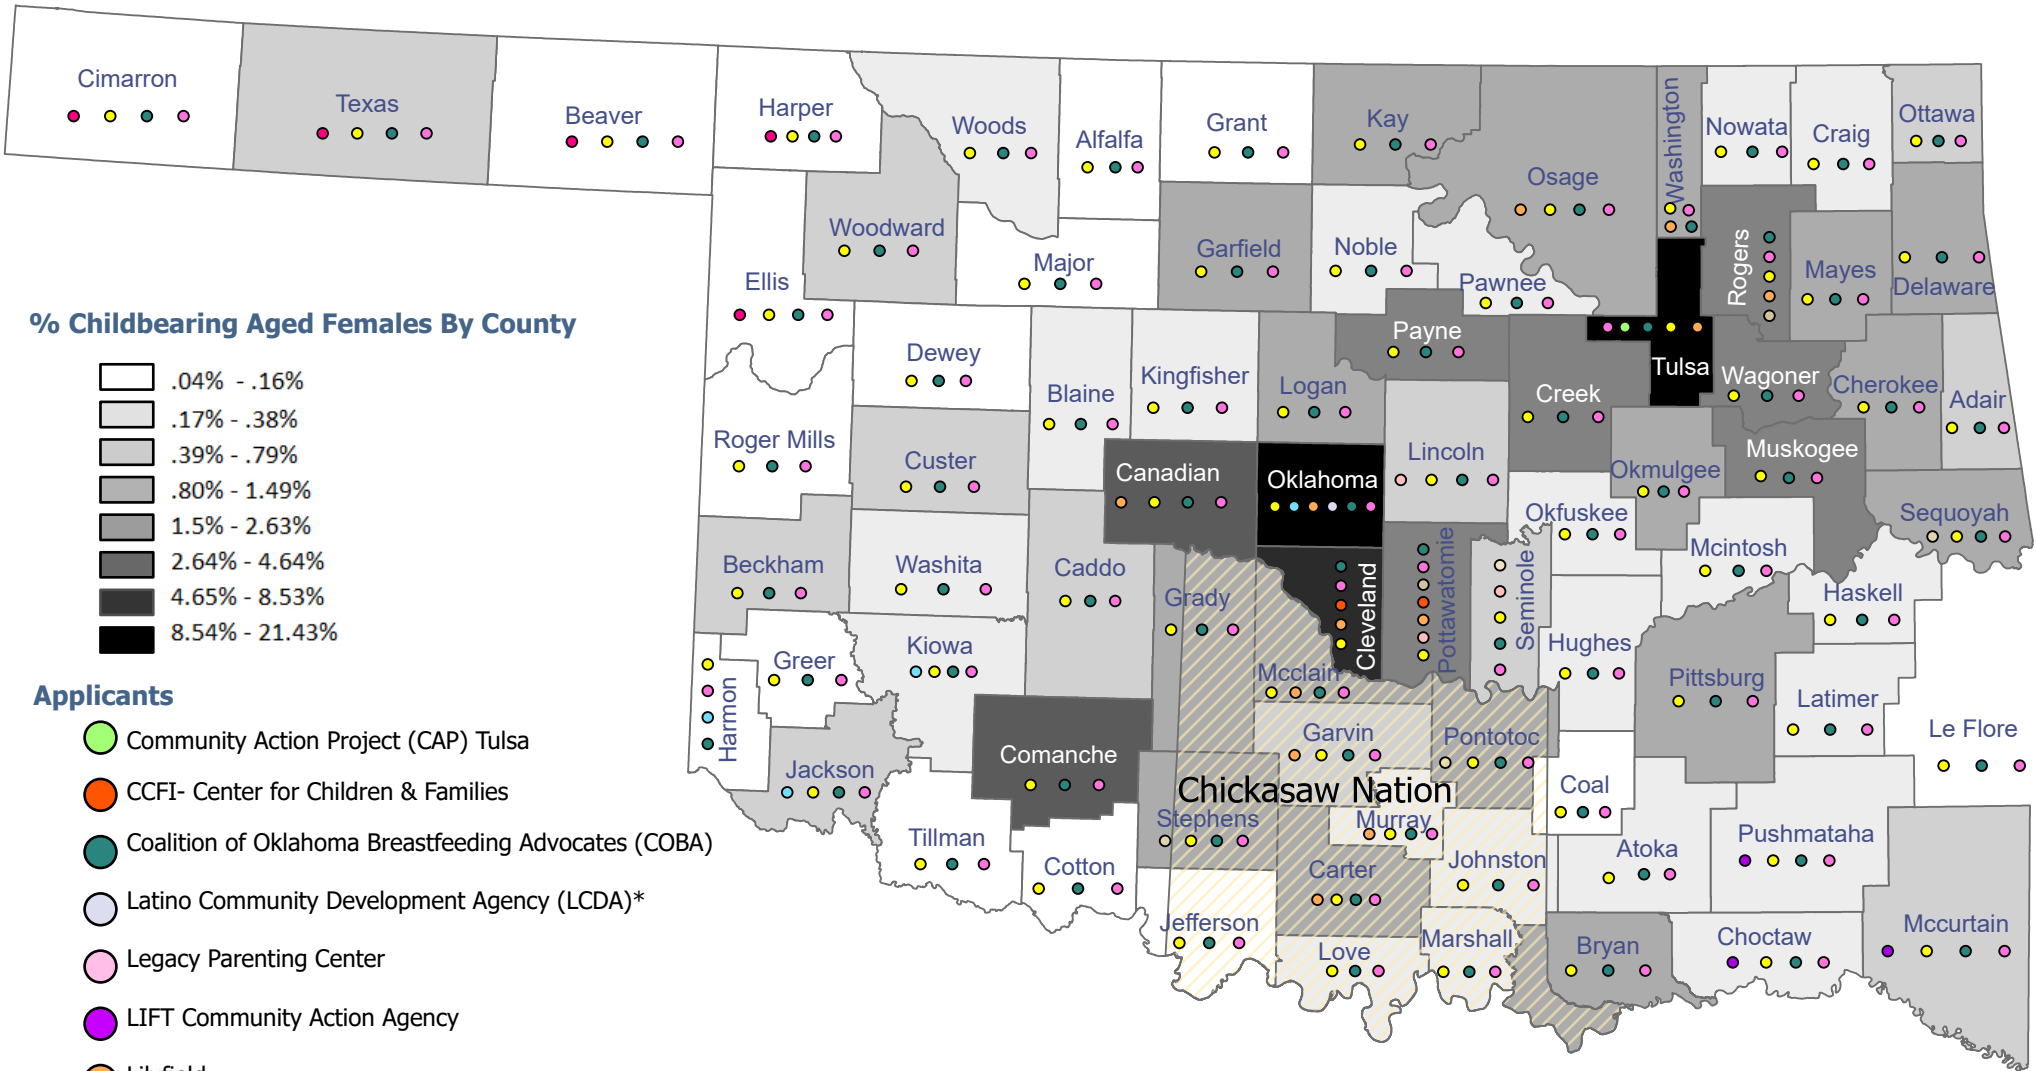 Cimarron
Texas
Beaver
Harper
Woods
Alfalfa
Grant
Kay
Osage
Washington
Nowata
Craig
Ottawa
Woodward
Ellis
Major
Garfield
Noble
Pawnee
Rogers
Mayes
Delaware
% Childbearing Aged Females By County
.04% - .16%
.17% - .38%
.39% - .79%
.80% - 1.49%
1.5% - 2.63%
2.64% - 4.64%
4.65% - 8.53%
8.54% - 21.43%
Dewey
Blaine
Kingfisher
Logan
Payne
Creek
Tulsa
Wagoner
Cherokee
Adair
Roger Mills
Custer
Canadian
Oklahoma
Lincoln
Okmulgee
Muskogee
Sequoyah
Okfuskee
Mcintosh
Beckham
Washita
Caddo
Grady
Cleveland
Pottawatomie
Seminole
Hughes
Haskell
Harmon
Greer
Kiowa
Mcclain
Pittsburg
Latimer
Le Flore
Jackson
Comanche
Garvin
Pontotoc
Coal
Chickasaw Nation
Stephens
Murray
Tillman
Cotton
Carter
Johnston
Atoka
Pushmataha
Jefferson
Love
Marshall
Bryan
Choctaw
Mccurtain
Applicants
Community Action Project (CAP) Tulsa
CCFI- Center for Children & Families
Coalition of Oklahoma Breastfeeding Advocates (COBA)
Latino Community Development Agency (LCDA)*
Legacy Parenting Center
LIFT Community Action Agency